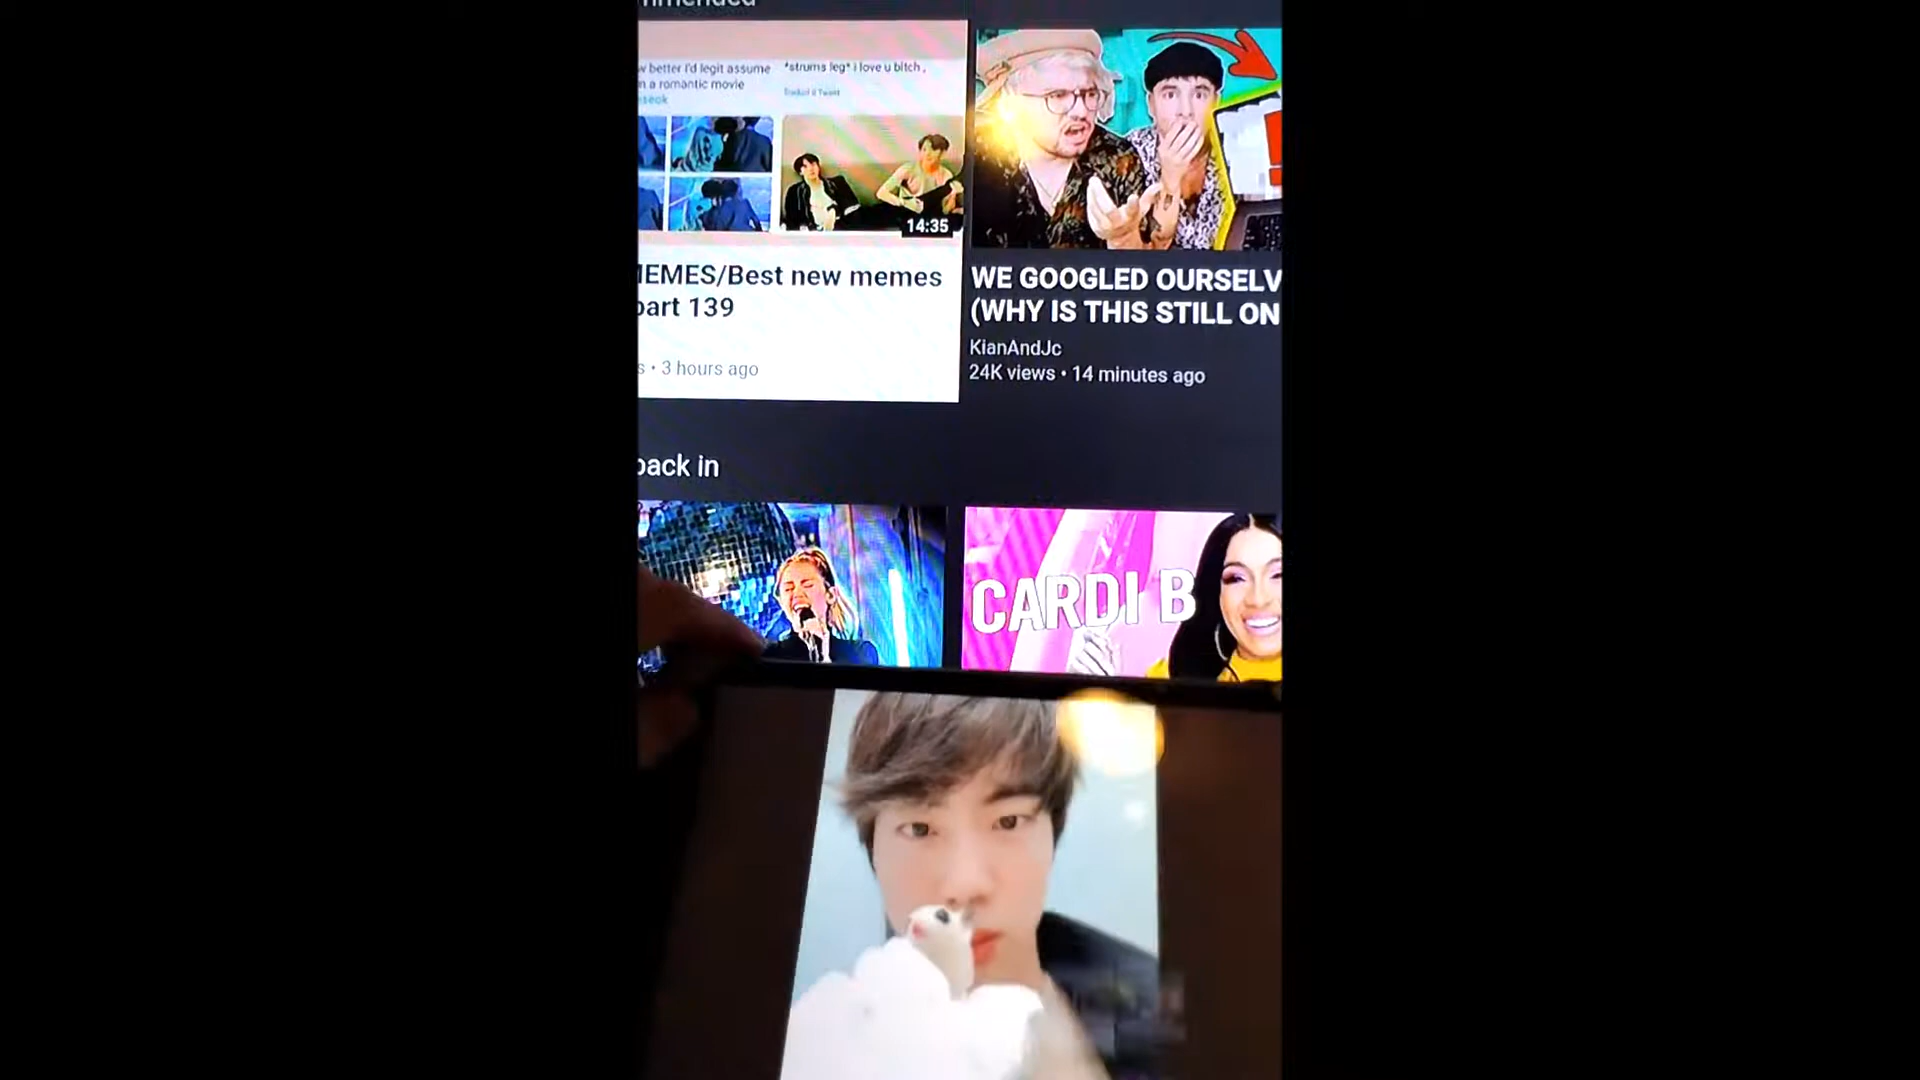 better I'd legit assume
a romantic movie
*strums leg* i love u bitch,
14:35
MEMES/Best new memes
part 139
• 3 hours ago
WE GOOGLED OURSELV
(WHY IS THIS STILL ON
KianAndJc
24K views • 14 minutes ago
back in
CARDI B